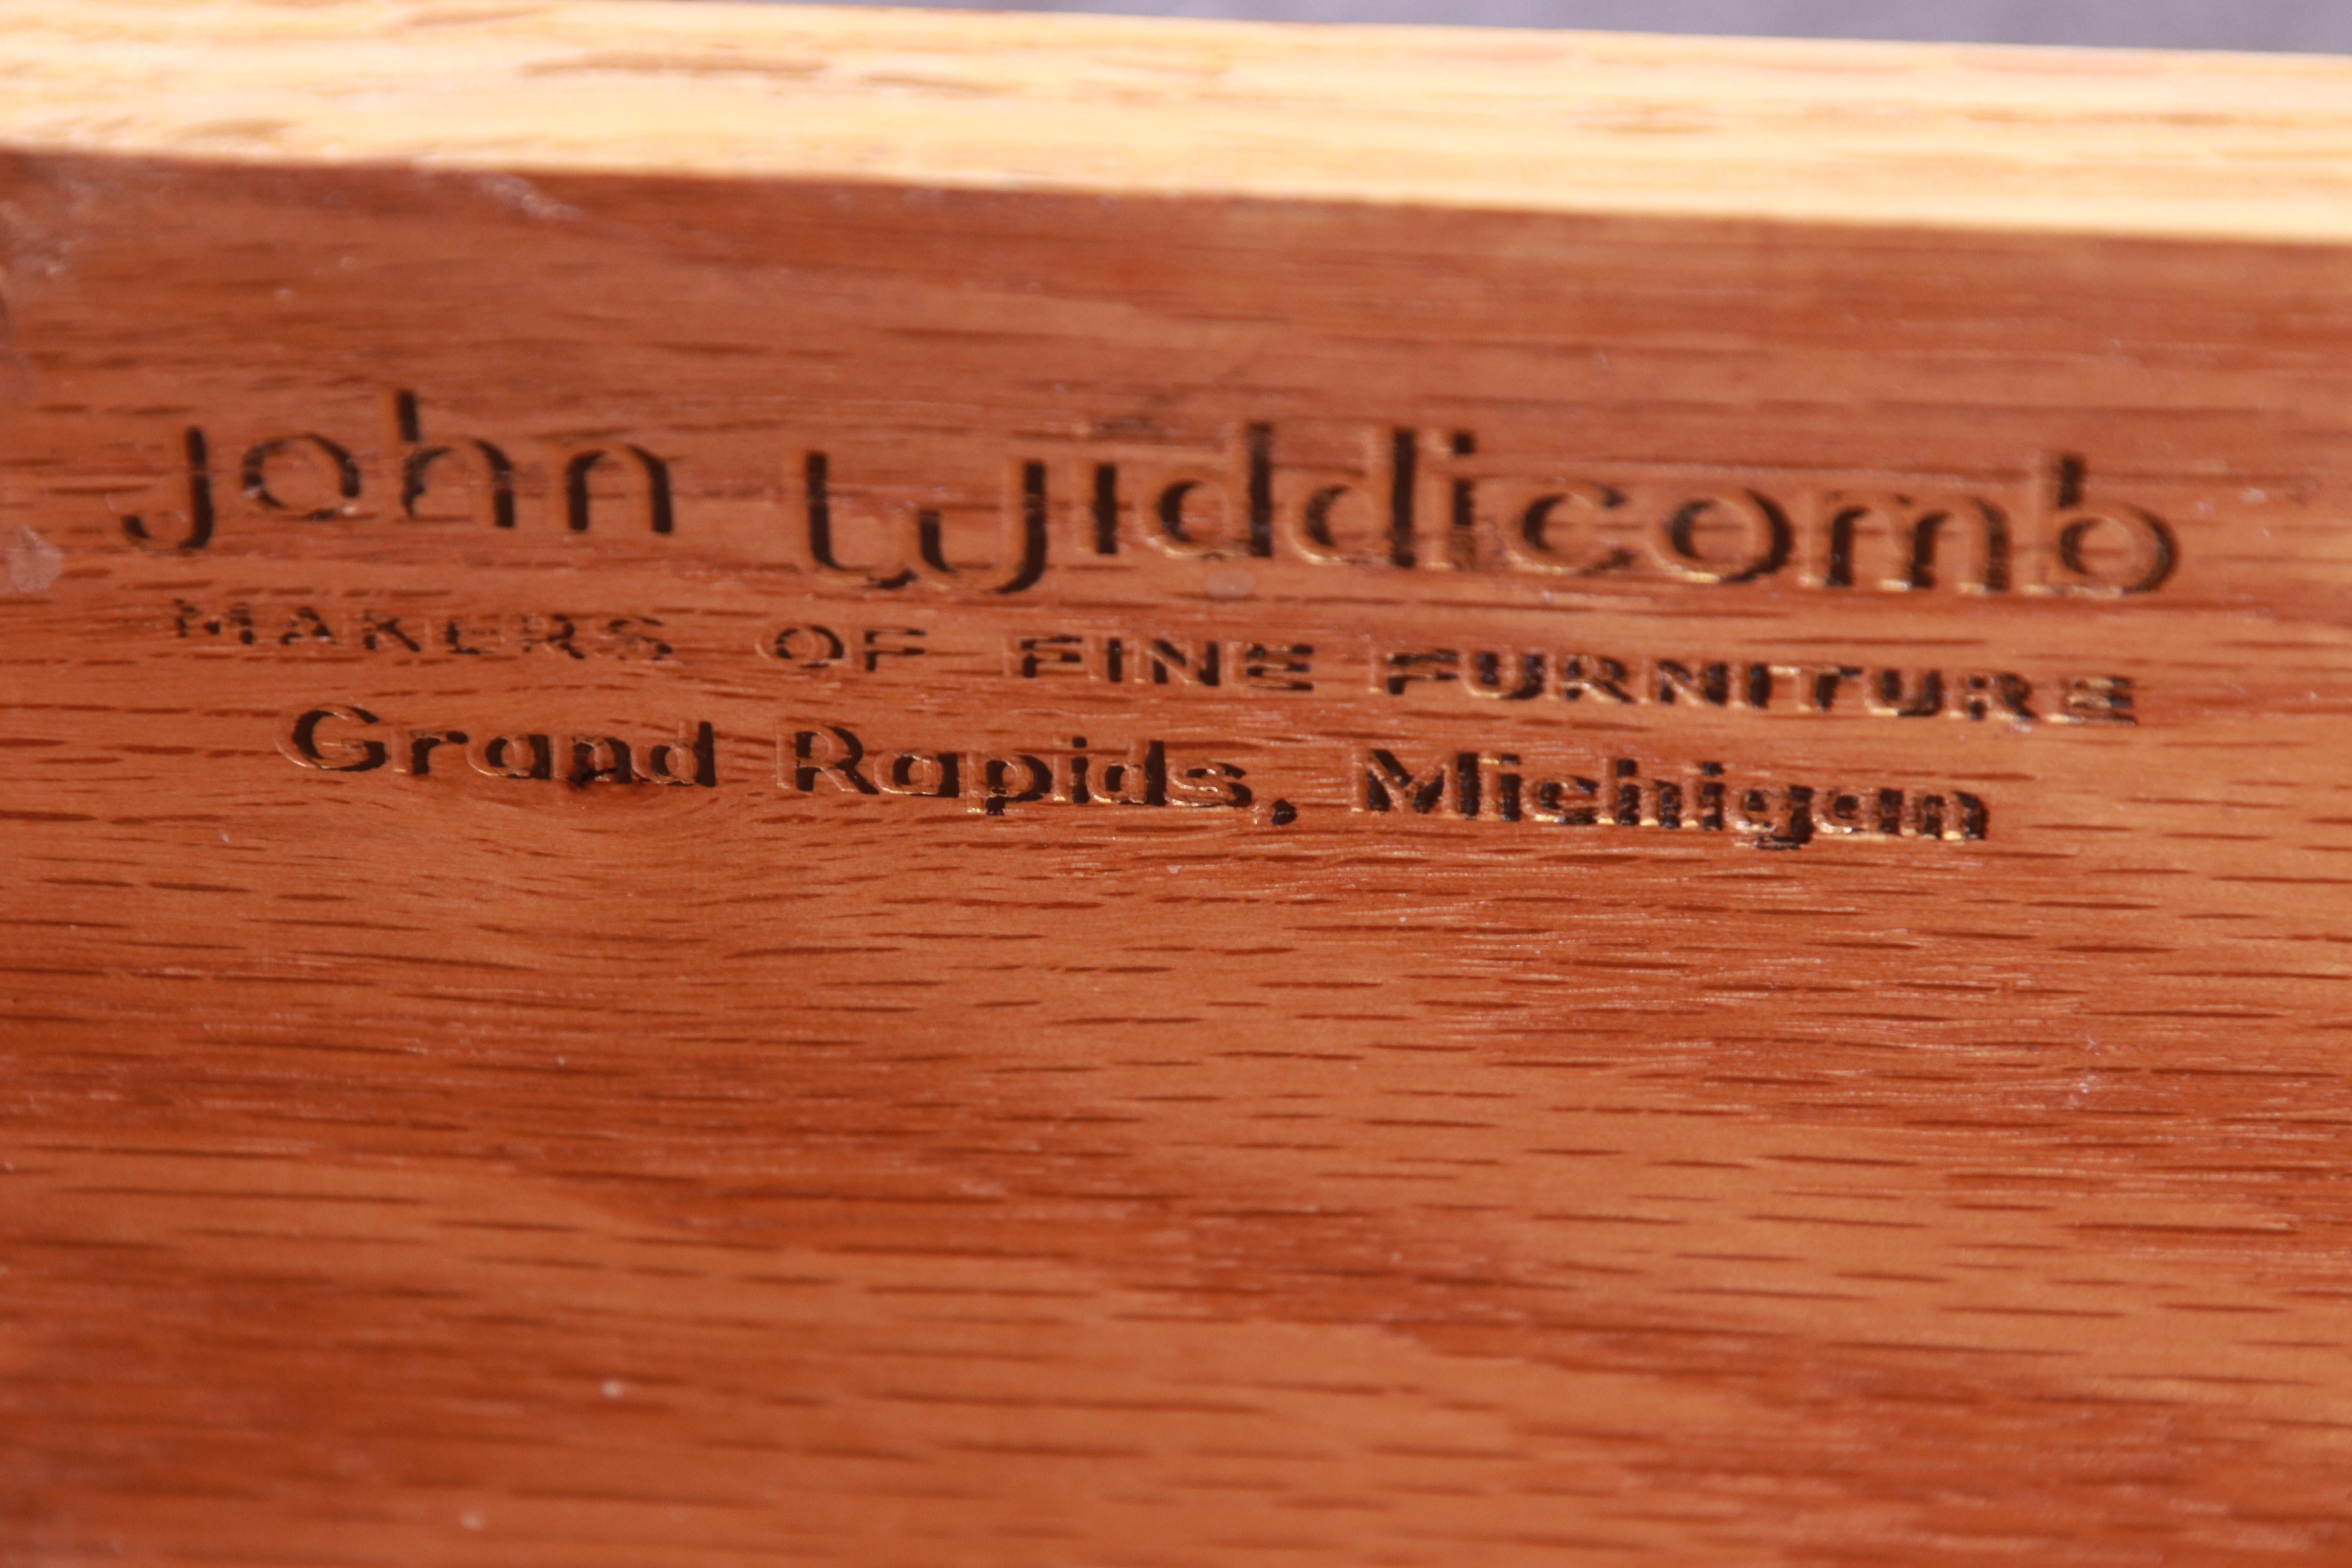 John Widdicomb
MAKERS OF FINE FURNITURE
Grand Rapids, Michigan